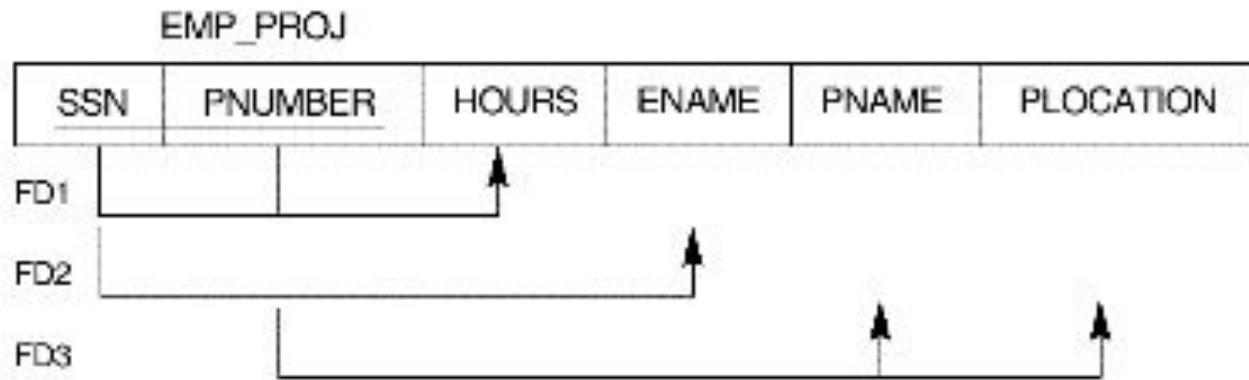 EMP_PROJ
SSN PNUMBER HOURS ENAME PNAME PLOCATION
FD1
FD2
FD3